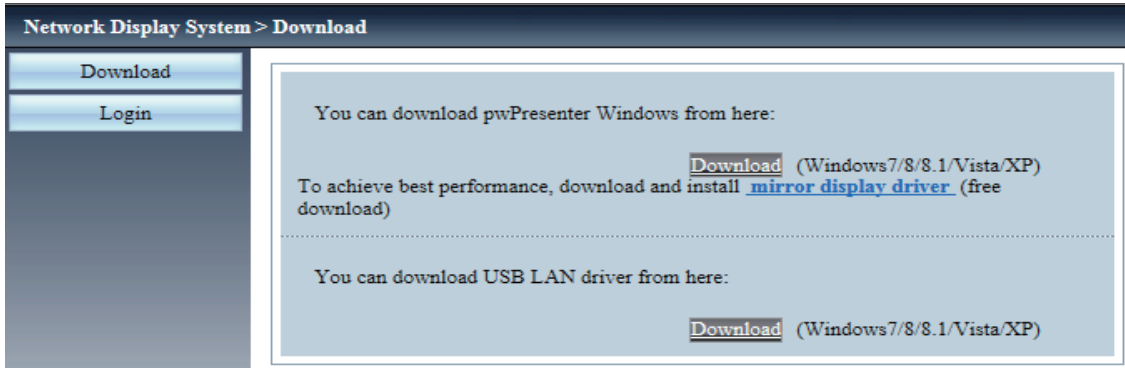 Network Display System > Download
Download
Login
You can download pwPresenter Windows from here:
Download (Windows7/8/8.1/Vista/XP)
To achieve best performance, download and install mirror display driver (free
download)
You can download USB LAN driver from here:
Download (Windows7/8/8.1/Vista/XP)